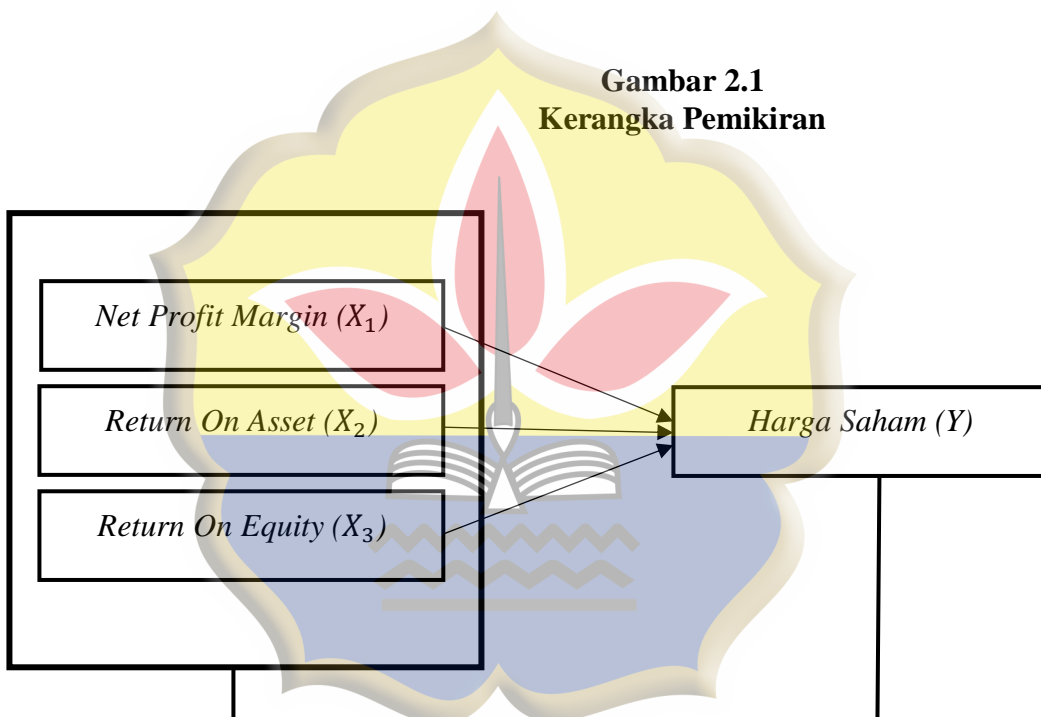 Gambar 2.1
Kerangka Pemikiran
Net Profit Margin (X₁)
Return On Asset (X₂)
Harga Saham (Y)
Return On Equity (X₃)